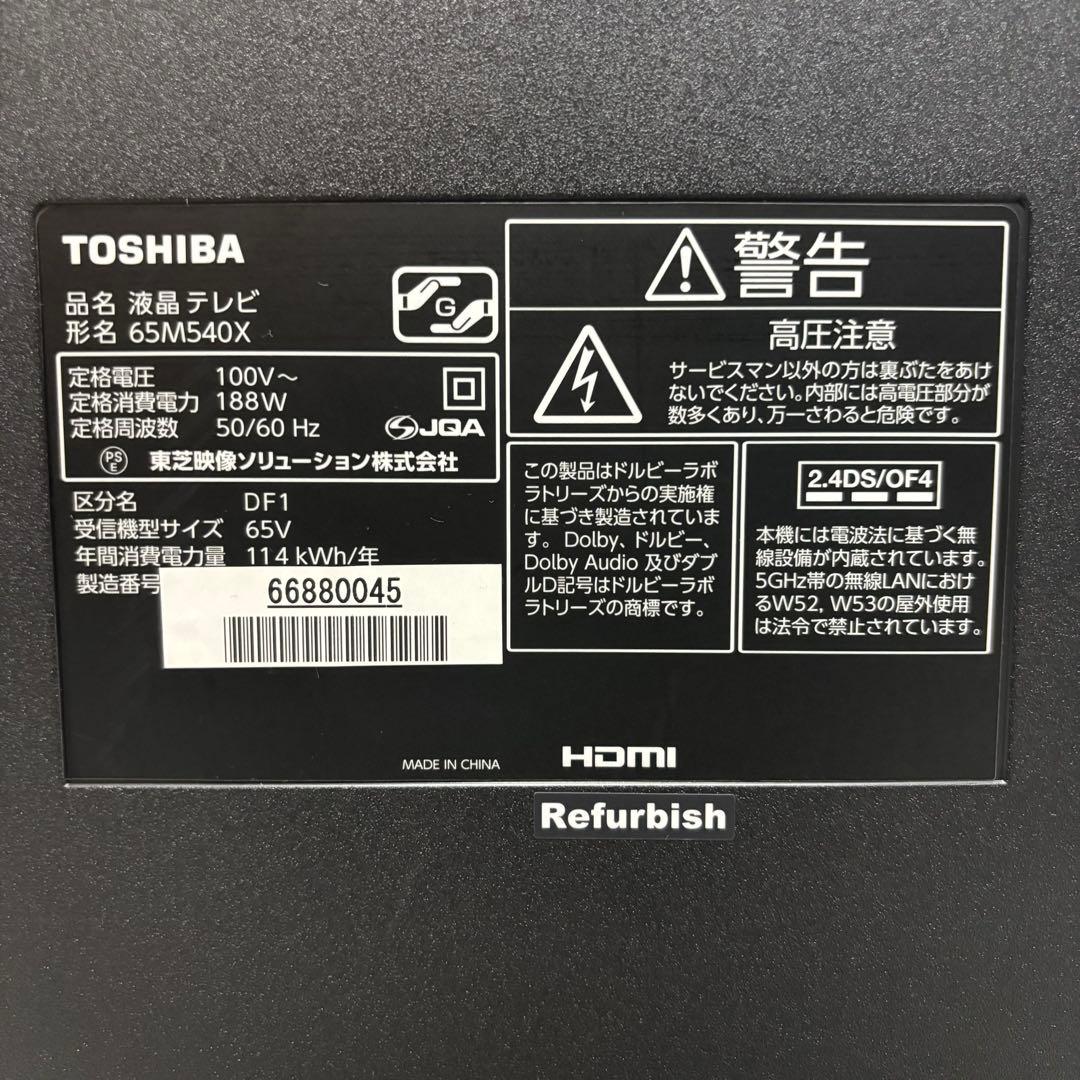 TOSHIBA
品名 液晶 テレビ
形名 65M540X
G
定格電圧 100V～
定格消費電力 188W
定格周波数 50/60 Hz
JQA
PS
E
東芝映像ソリューション株式会社
区分名 DF1
受信機型サイズ 65V
年間消費電力量 114 kWh/年
製造番号
66880045
警告
高圧注意
サービスマン以外の方は裏ぶたをあけ
ないでください。内部には高電圧部分が
数多くあり、万一さわると危険です。
この製品はドルビーラボ
ラトリーズからの実施権
に基づき製造されていま
す。 Dolby、ドルビー、
Dolby Audio 及びダブ
ルD記号はドルビーラボ
ラトリーズの商標です。
2.4DS/OF4
本機には電波法に基づく無
線設備が内蔵されています。
5GHz帯の無線LANにおけ
るW52, W53の屋外使用
は法令で禁止されています。
MADE IN CHINA
HDMI
Refurbish